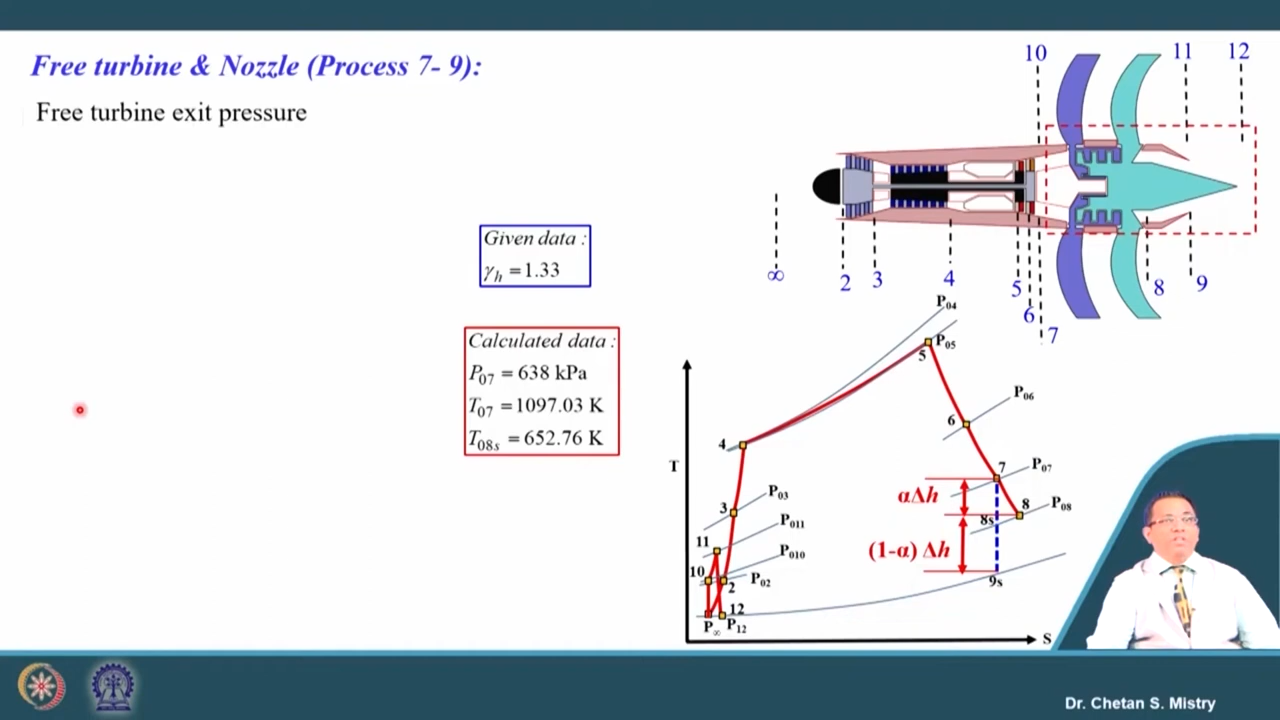 Free turbine & Nozzle (Process 7- 9):
Free turbine exit pressure
Given data :
γh = 1.33
Calculated data :
P07 = 638 kPa
T07 = 1097.03 K
T08s = 652.76 K
10 11 12
∞ 2 3 4 5 6 7 8 9
P04
5 P05
6 P06
7 P07
αΔh
8 P08
8s
(1-α) Δh
9s
4
T
3 P03
11 P011
10 P010
2 P02
12
P∞ P12
S
Dr. Chetan S. Mistry